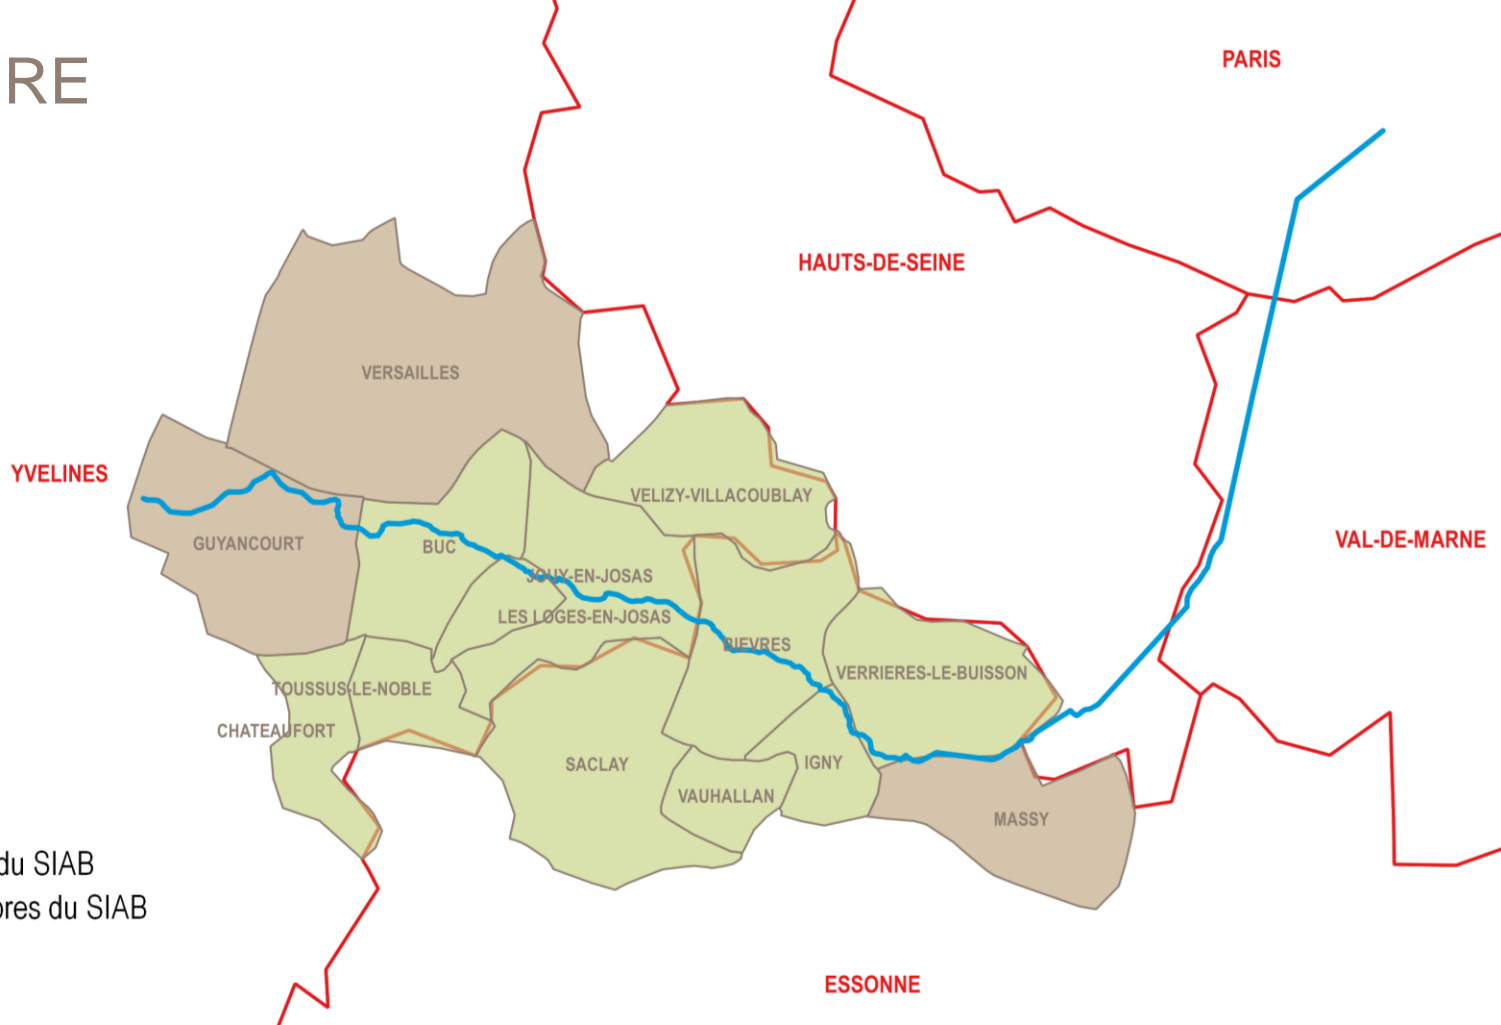 RE
PARIS
HAUTS-DE-SEINE
VERSAILLES
YVELINES
VELIZY-VILLACOUBLAY
GUYANCOURT
BUC
VAL-DE-MARNE
JOUY-EN-JOSAS
LES LOGES-EN-JOSAS
BIEVRES
VERRIERES-LE-BUISSON
TOUSSUS-LE-NOBLE
CHATEAUFORT
SACLAY
IGNY
VAUHALLAN
MASSY
du SIAB
bres du SIAB
ESSONNE